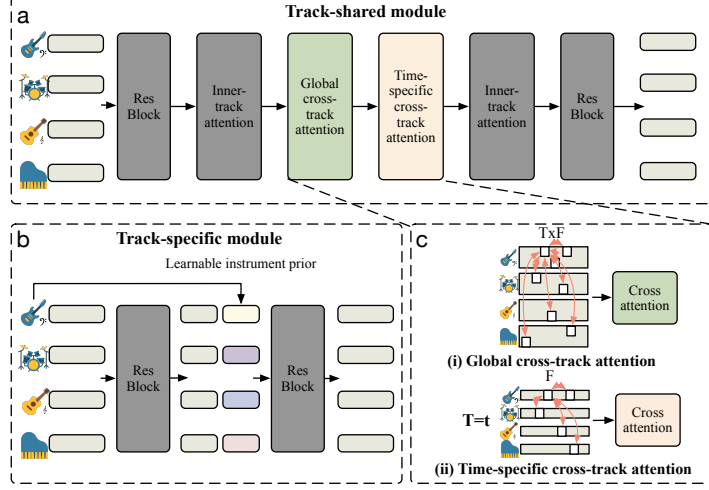 a
Track-shared module
Res
Block
Inner-
track
attention
Global
cross-
track
attention
Time-
specific
cross-
track
attention
Inner-
track
attention
Res
Block
b
Track-specific module
Learnable instrument prior
Res
Block
Res
Block
c
TxF
Cross
attention
(i) Global cross-track attention
F
T=t
Cross
attention
(ii) Time-specific cross-track attention